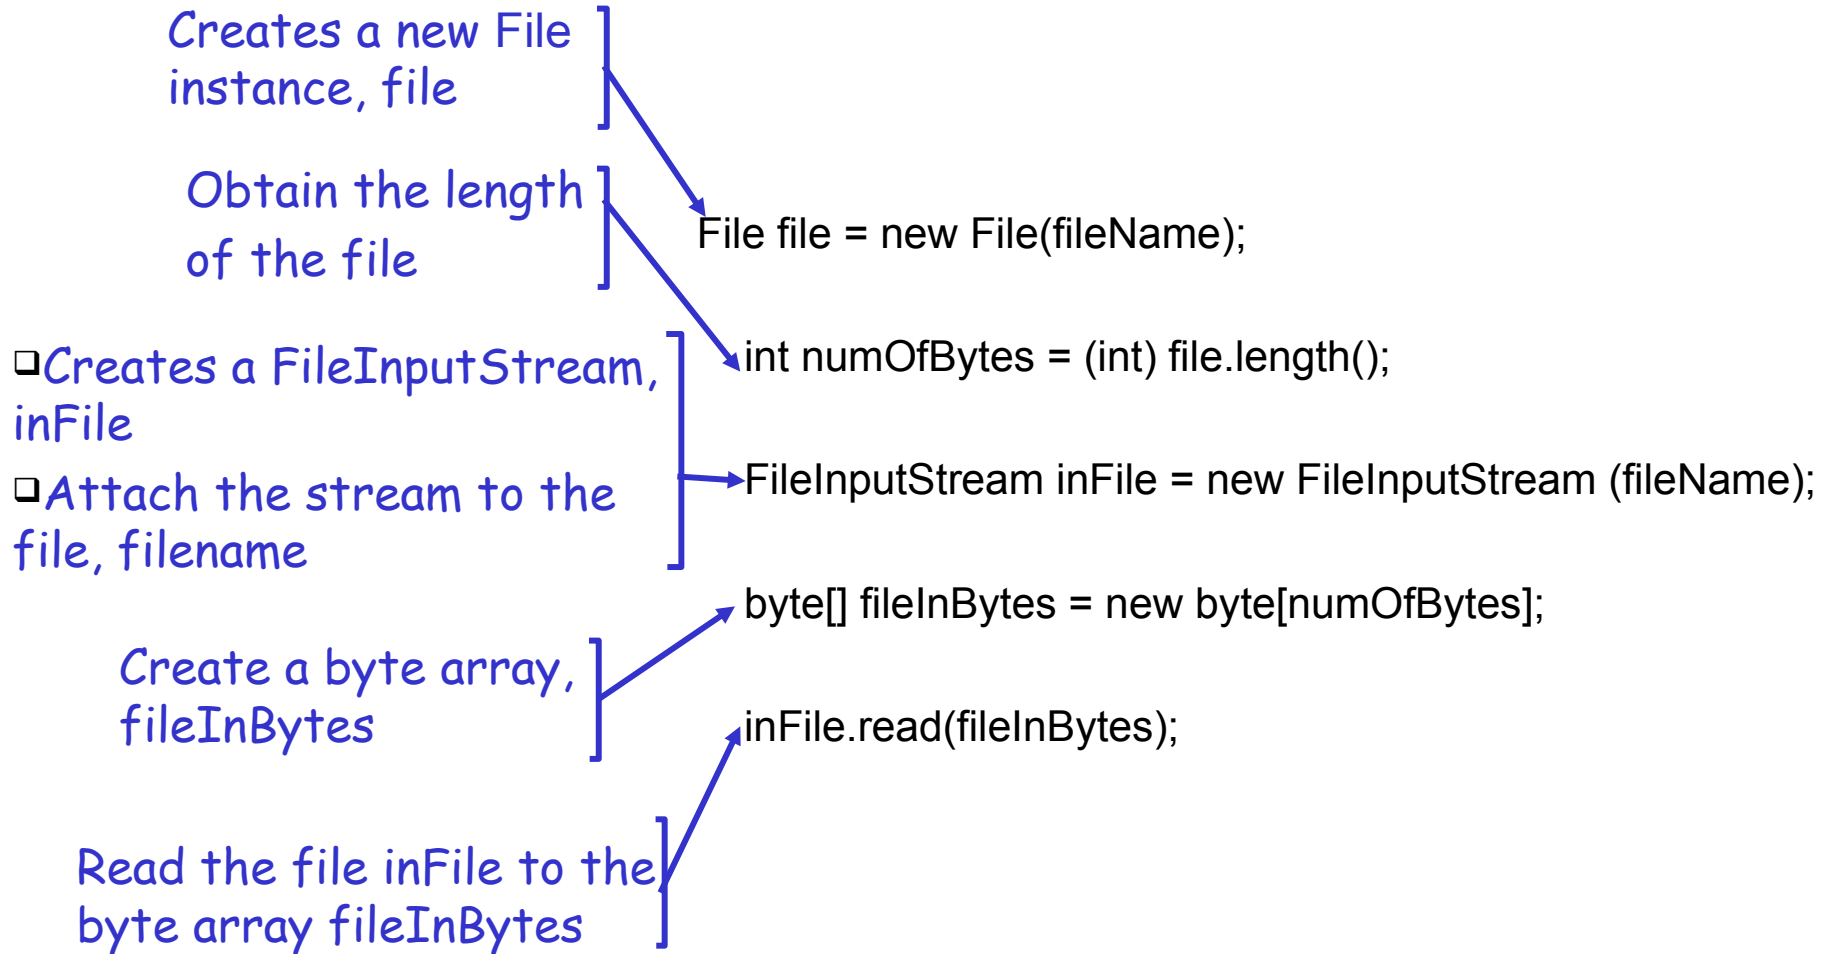 Creates a new File
instance, file
Obtain the length
of the file
File file = new File(fileName);
❑Creates a FileInputStream,
inFile
❑Attach the stream to the
file, filename
int numOfBytes = (int) file.length();
FileInputStream inFile = new FileInputStream (fileName);
byte[] fileInBytes = new byte[numOfBytes];
Create a byte array,
fileInBytes
inFile.read(fileInBytes);
Read the file inFile to the
byte array fileInBytes